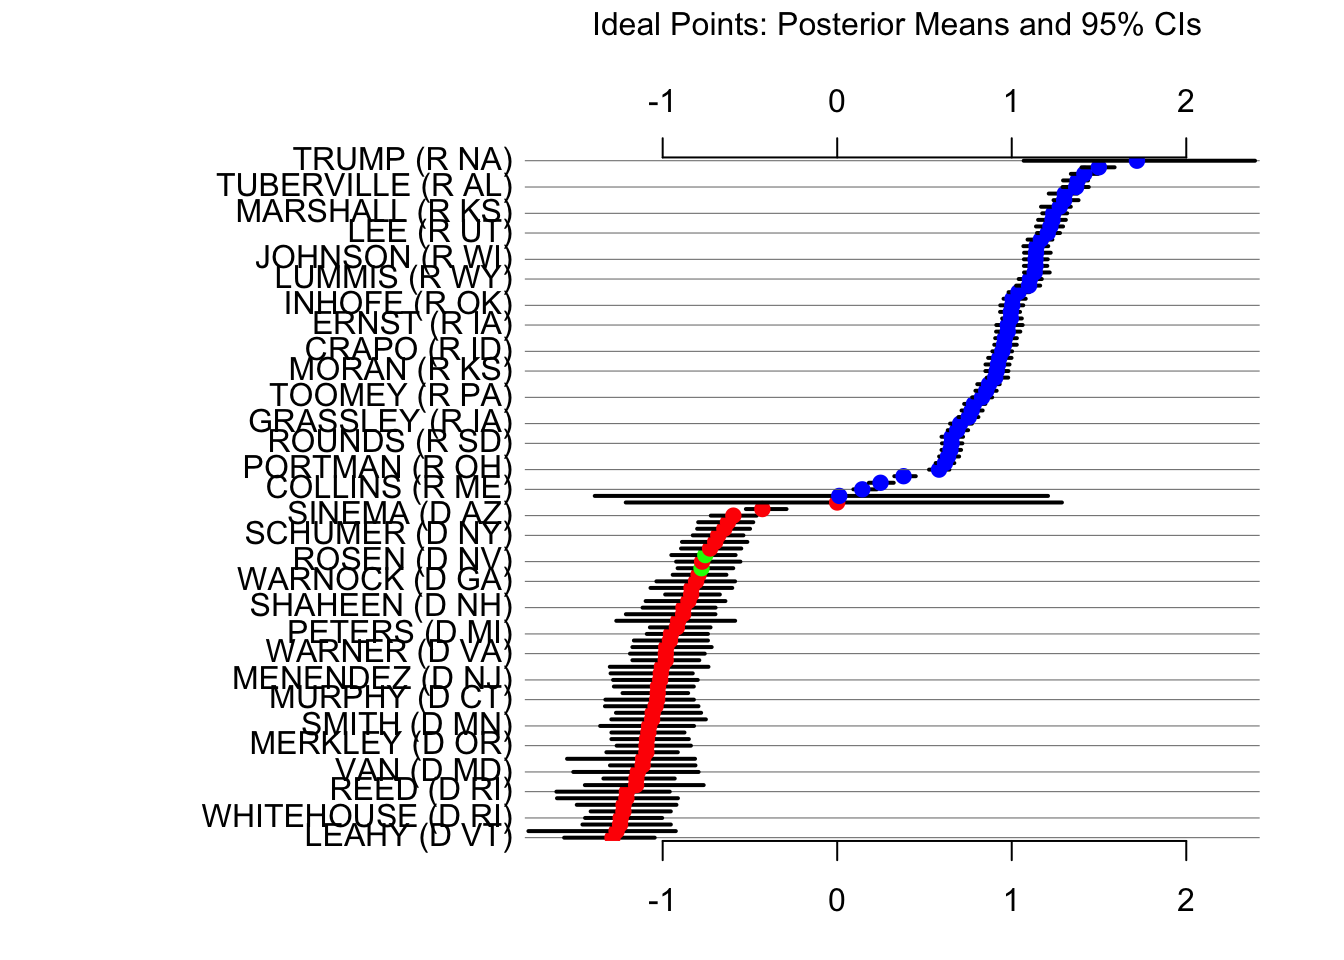 Ideal Points: Posterior Means and 95% CIs
-1 0 1 2
TRUMP (R NA)
TUBERVILLE (R AL)
MARSHALL (R KS)
LEE (R UT)
JOHNSON (R WI)
LUMMIS (R WY)
INHOFE (R OK)
ERNST (R IA)
CRAPO (R ID)
MORAN (R KS)
TOOMEY (R PA)
GRASSLEY (R IA)
ROUNDS (R SD)
PORTMAN (R OH)
COLLINS (R ME)
SINEMA (D AZ)
SCHUMER (D NY)
ROSEN (D NV)
WARNOCK (D GA)
SHAHEEN (D NH)
PETERS (D MI)
WARNER (D VA)
MENENDEZ (D NJ)
MURPHY (D CT)
SMITH (D MN)
MERKLEY (D OR)
VAN (D MD)
REED (D RI)
WHITEHOUSE (D RI)
LEAHY (D VT)
-1 0 1 2